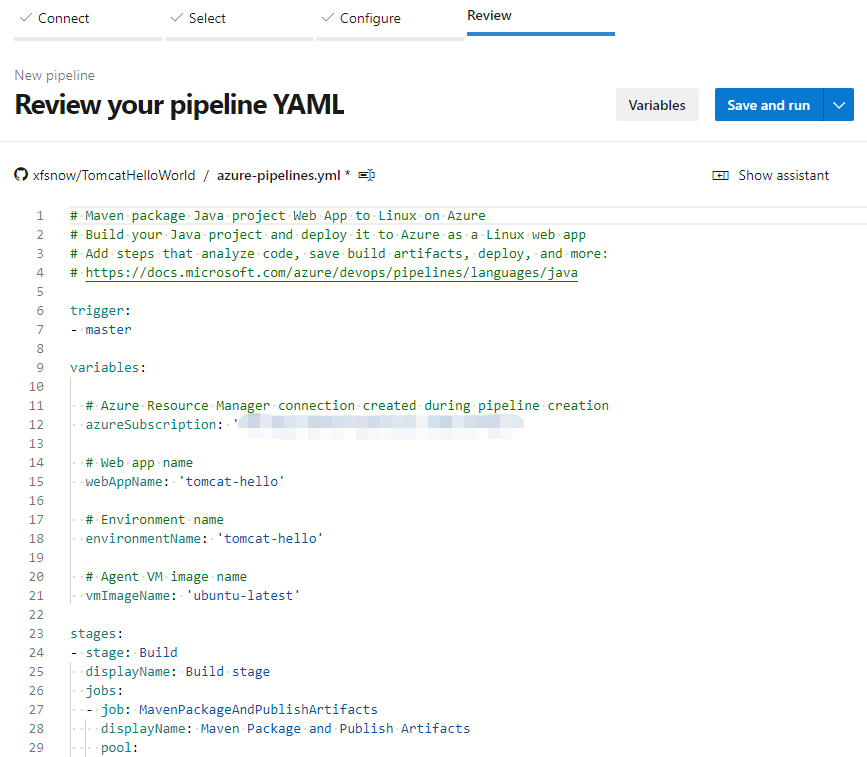 Connect Select Configure Review
New pipeline
Review your pipeline YAML
Variables Save and run
xfsnow/TomcatHelloWorld / azure-pipelines.yml * Show assistant
1 # Maven package Java project Web App to Linux on Azure
2 # Build your Java project and deploy it to Azure as a Linux web app
3 # Add steps that analyze code, save build artifacts, deploy, and more:
4 # https://docs.microsoft.com/azure/devops/pipelines/languages/java
5
6 trigger:
7 - master
8
9 variables:
10
11 # Azure Resource Manager connection created during pipeline creation
12 azureSubscription: '
13
14 # Web app name
15 webAppName: 'tomcat-hello'
16
17 # Environment name
18 environmentName: 'tomcat-hello'
19
20 # Agent VM image name
21 vmImageName: 'ubuntu-latest'
22
23 stages:
24 - stage: Build
25 displayName: Build stage
26 jobs:
27 - job: MavenPackageAndPublishArtifacts
28 displayName: Maven Package and Publish Artifacts
29 pool: